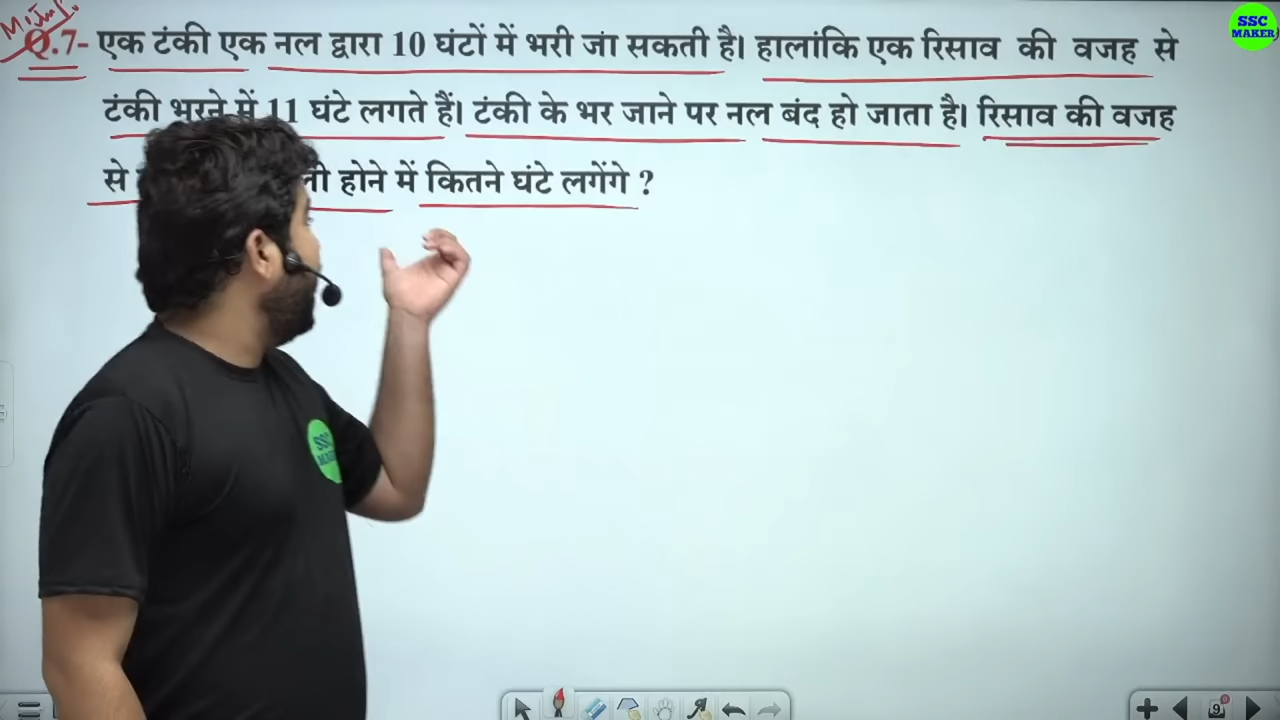 Q.7- एक टंकी एक नल द्वारा 10 घंटों में भरी जा सकती है। हालांकि एक रिसाव की वजह से
टंकी भरने में 11 घंटे लगते हैं। टंकी के भर जाने पर नल बंद हो जाता है। रिसाव की वजह
से होने में कितने घंटे लगेंगे ?
SSC
MAKER